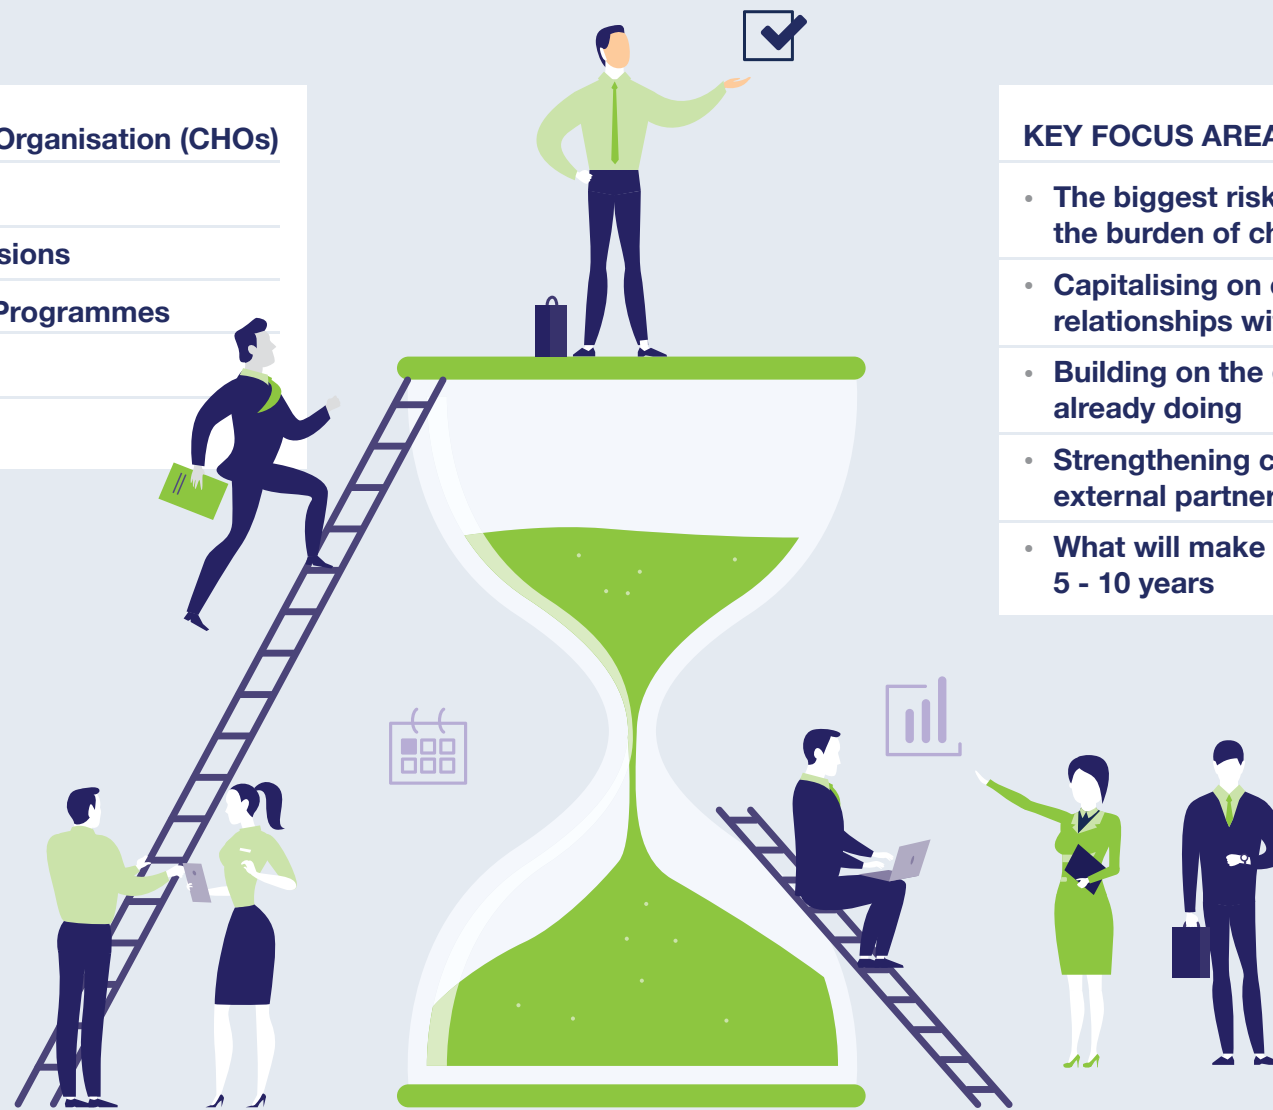 Organisation (CHOs)
sions
Programmes
KEY FOCUS AREA
• The biggest risk
the burden of ch
• Capitalising on
relationships wi
• Building on the
already doing
• Strengthening c
external partner
• What will make
5 - 10 years